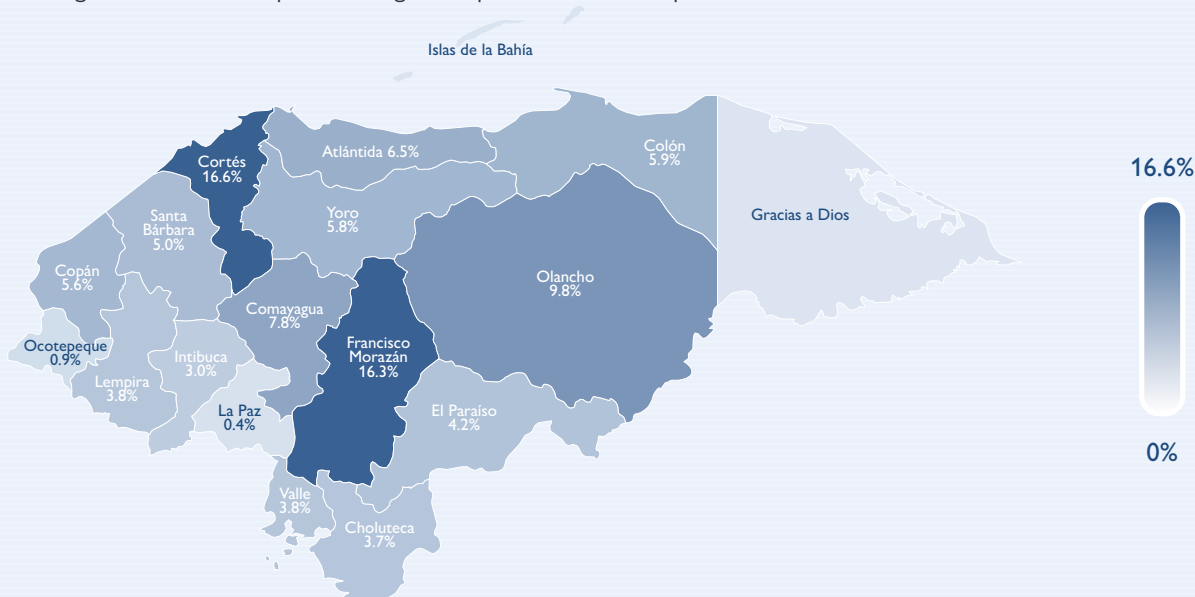 Islas de la Bahía
Cortés
16.6%
Atlántida 6.5%
Colón
5.9%
16.6%
Santa
Bárbara
5.0%
Yoro
5.8%
Gracias a Dios
Copán
5.6%
Olancho
9.8%
Comayagua
7.8%
Ocotepeque
0.9%
Intibuca
3.0%
Francisco
Morazán
16.3%
Lempira
3.8%
La Paz
0.4%
El Paraíso
4.2%
0%
Valle
3.8%
Choluteca
3.7%